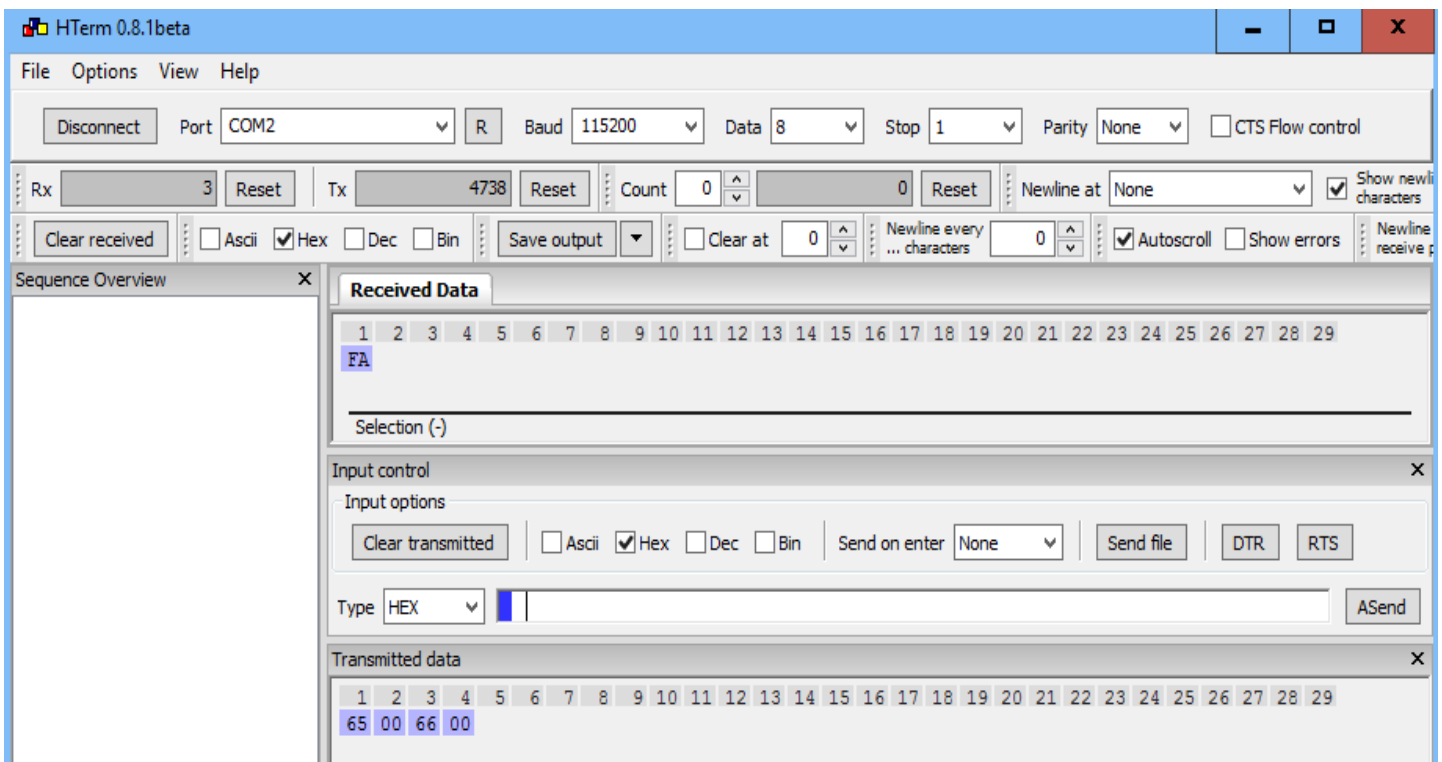 HTerm 0.8.1beta
File Options View Help
Disconnect Port COM2 R Baud 115200 Data 8 Stop 1 Parity None CTS Flow control
Rx 3 Reset Tx 4738 Reset Count 0 0 Reset Newline at None Show newli
characters
Clear received Ascii Hex Dec Bin Save output Clear at 0 Newline every
... characters 0 Autoscroll Show errors Newline
receive p
Sequence Overview X
Received Data
1 2 3 4 5 6 7 8 9 10 11 12 13 14 15 16 17 18 19 20 21 22 23 24 25 26 27 28 29
FA
Selection (-)
Input control X
Input options
Clear transmitted Ascii Hex Dec Bin Send on enter None Send file DTR RTS
Type HEX ASend
Transmitted data X
1 2 3 4 5 6 7 8 9 10 11 12 13 14 15 16 17 18 19 20 21 22 23 24 25 26 27 28 29
65 00 66 00